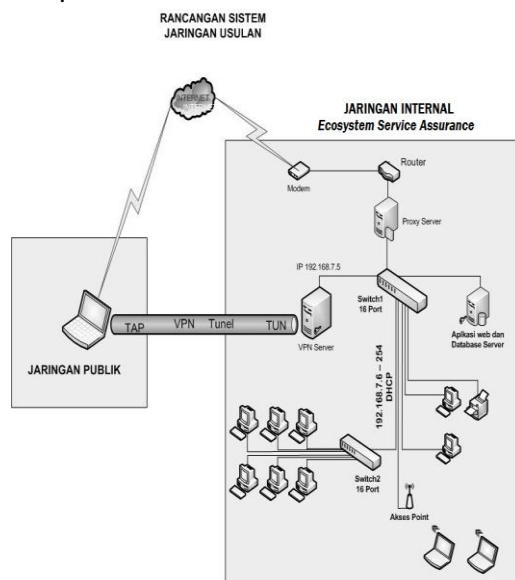 RANCANGAN SISTEM
JARINGAN USULAN
INTERNET
JARINGAN INTERNAL
Ecosystem Service Assurance
Router
Modem
Proxy Server
IP 192.168.7.5
Switch1
16 Port
TAP VPN Tunel TUN
VPN Server
Aplikasi web dan
Database Server
JARINGAN PUBLIK
192.168.7.6 – 254
DHCP
Switch2
16 Port
Akses Point